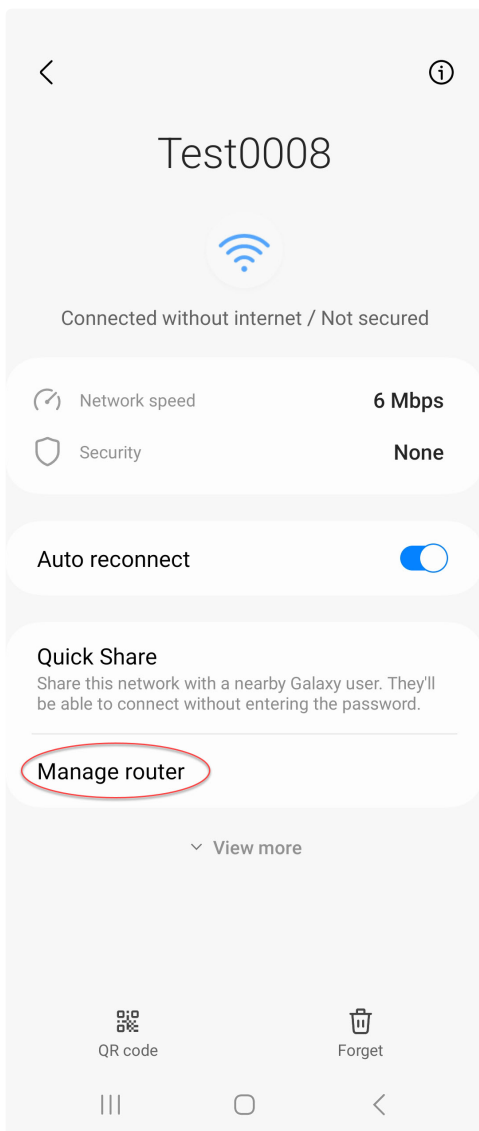 Test0008
Connected without internet / Not secured
Network speed 6 Mbps
Security None
Auto reconnect
Quick Share
Share this network with a nearby Galaxy user. They'll
be able to connect without entering the password.
Manage router
View more
QR code Forget